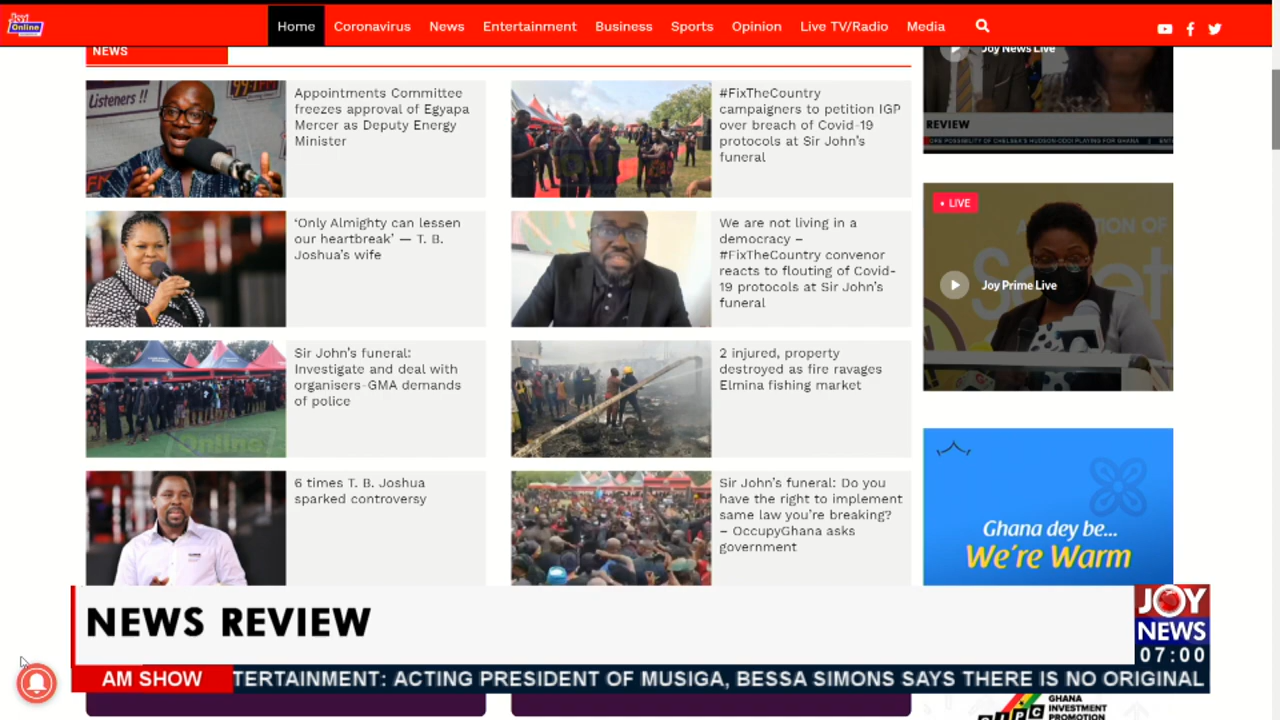 JOY
Online
Home
Coronavirus
News
Entertainment
Business
Sports
Opinion
Live TV/Radio
Media
NEWS
Listeners !!
99.7 FM
Appointments Committee
freezes approval of Egyapa
Mercer as Deputy Energy
Minister
#FixTheCountry
campaigners to petition IGP
over breach of Covid-19
protocols at Sir John's
funeral
Joy News Live
REVIEW
'Only Almighty can lessen
our heartbreak' — T. B.
Joshua's wife
We are not living in a
democracy –
#FixTheCountry convenor
reacts to flouting of Covid-
19 protocols at Sir John's
funeral
• LIVE
Joy Prime Live
Sir John's funeral:
Investigate and deal with
organisers-GMA demands
of police
Online
2 injured, property
destroyed as fire ravages
Elmina fishing market
6 times T. B. Joshua
sparked controversy
Sir John's funeral: Do you
have the right to implement
same law you're breaking?
– OccupyGhana asks
government
Ghana dey be...
We're Warm
NEWS REVIEW
JOY
NEWS
07:00
AM SHOW
TERTAINMENT: ACTING PRESIDENT OF MUSIGA, BESSA SIMONS SAYS THERE IS NO ORIGINAL
GHANA
INVESTMENT
PROMOTION